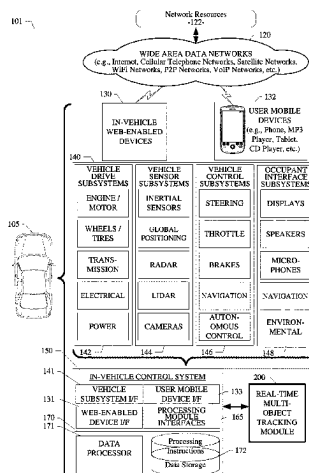 101
Network Resources
-122-
120
WIDE AREA DATA NETWORKS
(e.g., Internet, Cellular Telephone Networks, Satellite Networks,
WiFi Networks, P2P Networks, VoIP Networks, etc.)
130
IN-VEHICLE
WEB-ENABLED
DEVICES
132
USER MOBILE
DEVICES
(e.g., Phone, MP3
Player, Tablet,
CD Player, etc.)
140
105
VEHICLE
DRIVE
SUBSYSTEMS
ENGINE /
MOTOR
WHEELS /
TIRES
TRANS-
MISSION
ELECTRICAL
POWER
142
VEHICLE
SENSOR
SUBSYSTEMS
INERTIAL
SENSORS
GLOBAL
POSITIONING
RADAR
LIDAR
CAMERAS
144
VEHICLE
CONTROL
SUBSYSTEMS
STEERING
THROTTLE
BRAKES
NAVIGATION
AUTON-
OMOUS
CONTROL
146
OCCUPANT
INTERFACE
SUBSYSTEMS
DISPLAYS
SPEAKERS
MICRO-
PHONES
NAVIGATION
ENVIRON-
MENTAL
148
150
IN-VEHICLE CONTROL SYSTEM
141
VEHICLE
SUBSYSTEM I/F
USER MOBILE
DEVICE I/F
133
131
WEB-ENABLED
DEVICE I/F
PROCESSING
MODULE
INTERFACES
165
170
171
DATA
PROCESSOR
Processing
Instructions
Data Storage
172
200
REAL-TIME
MULTI-
OBJECT
TRACKING
MODULE